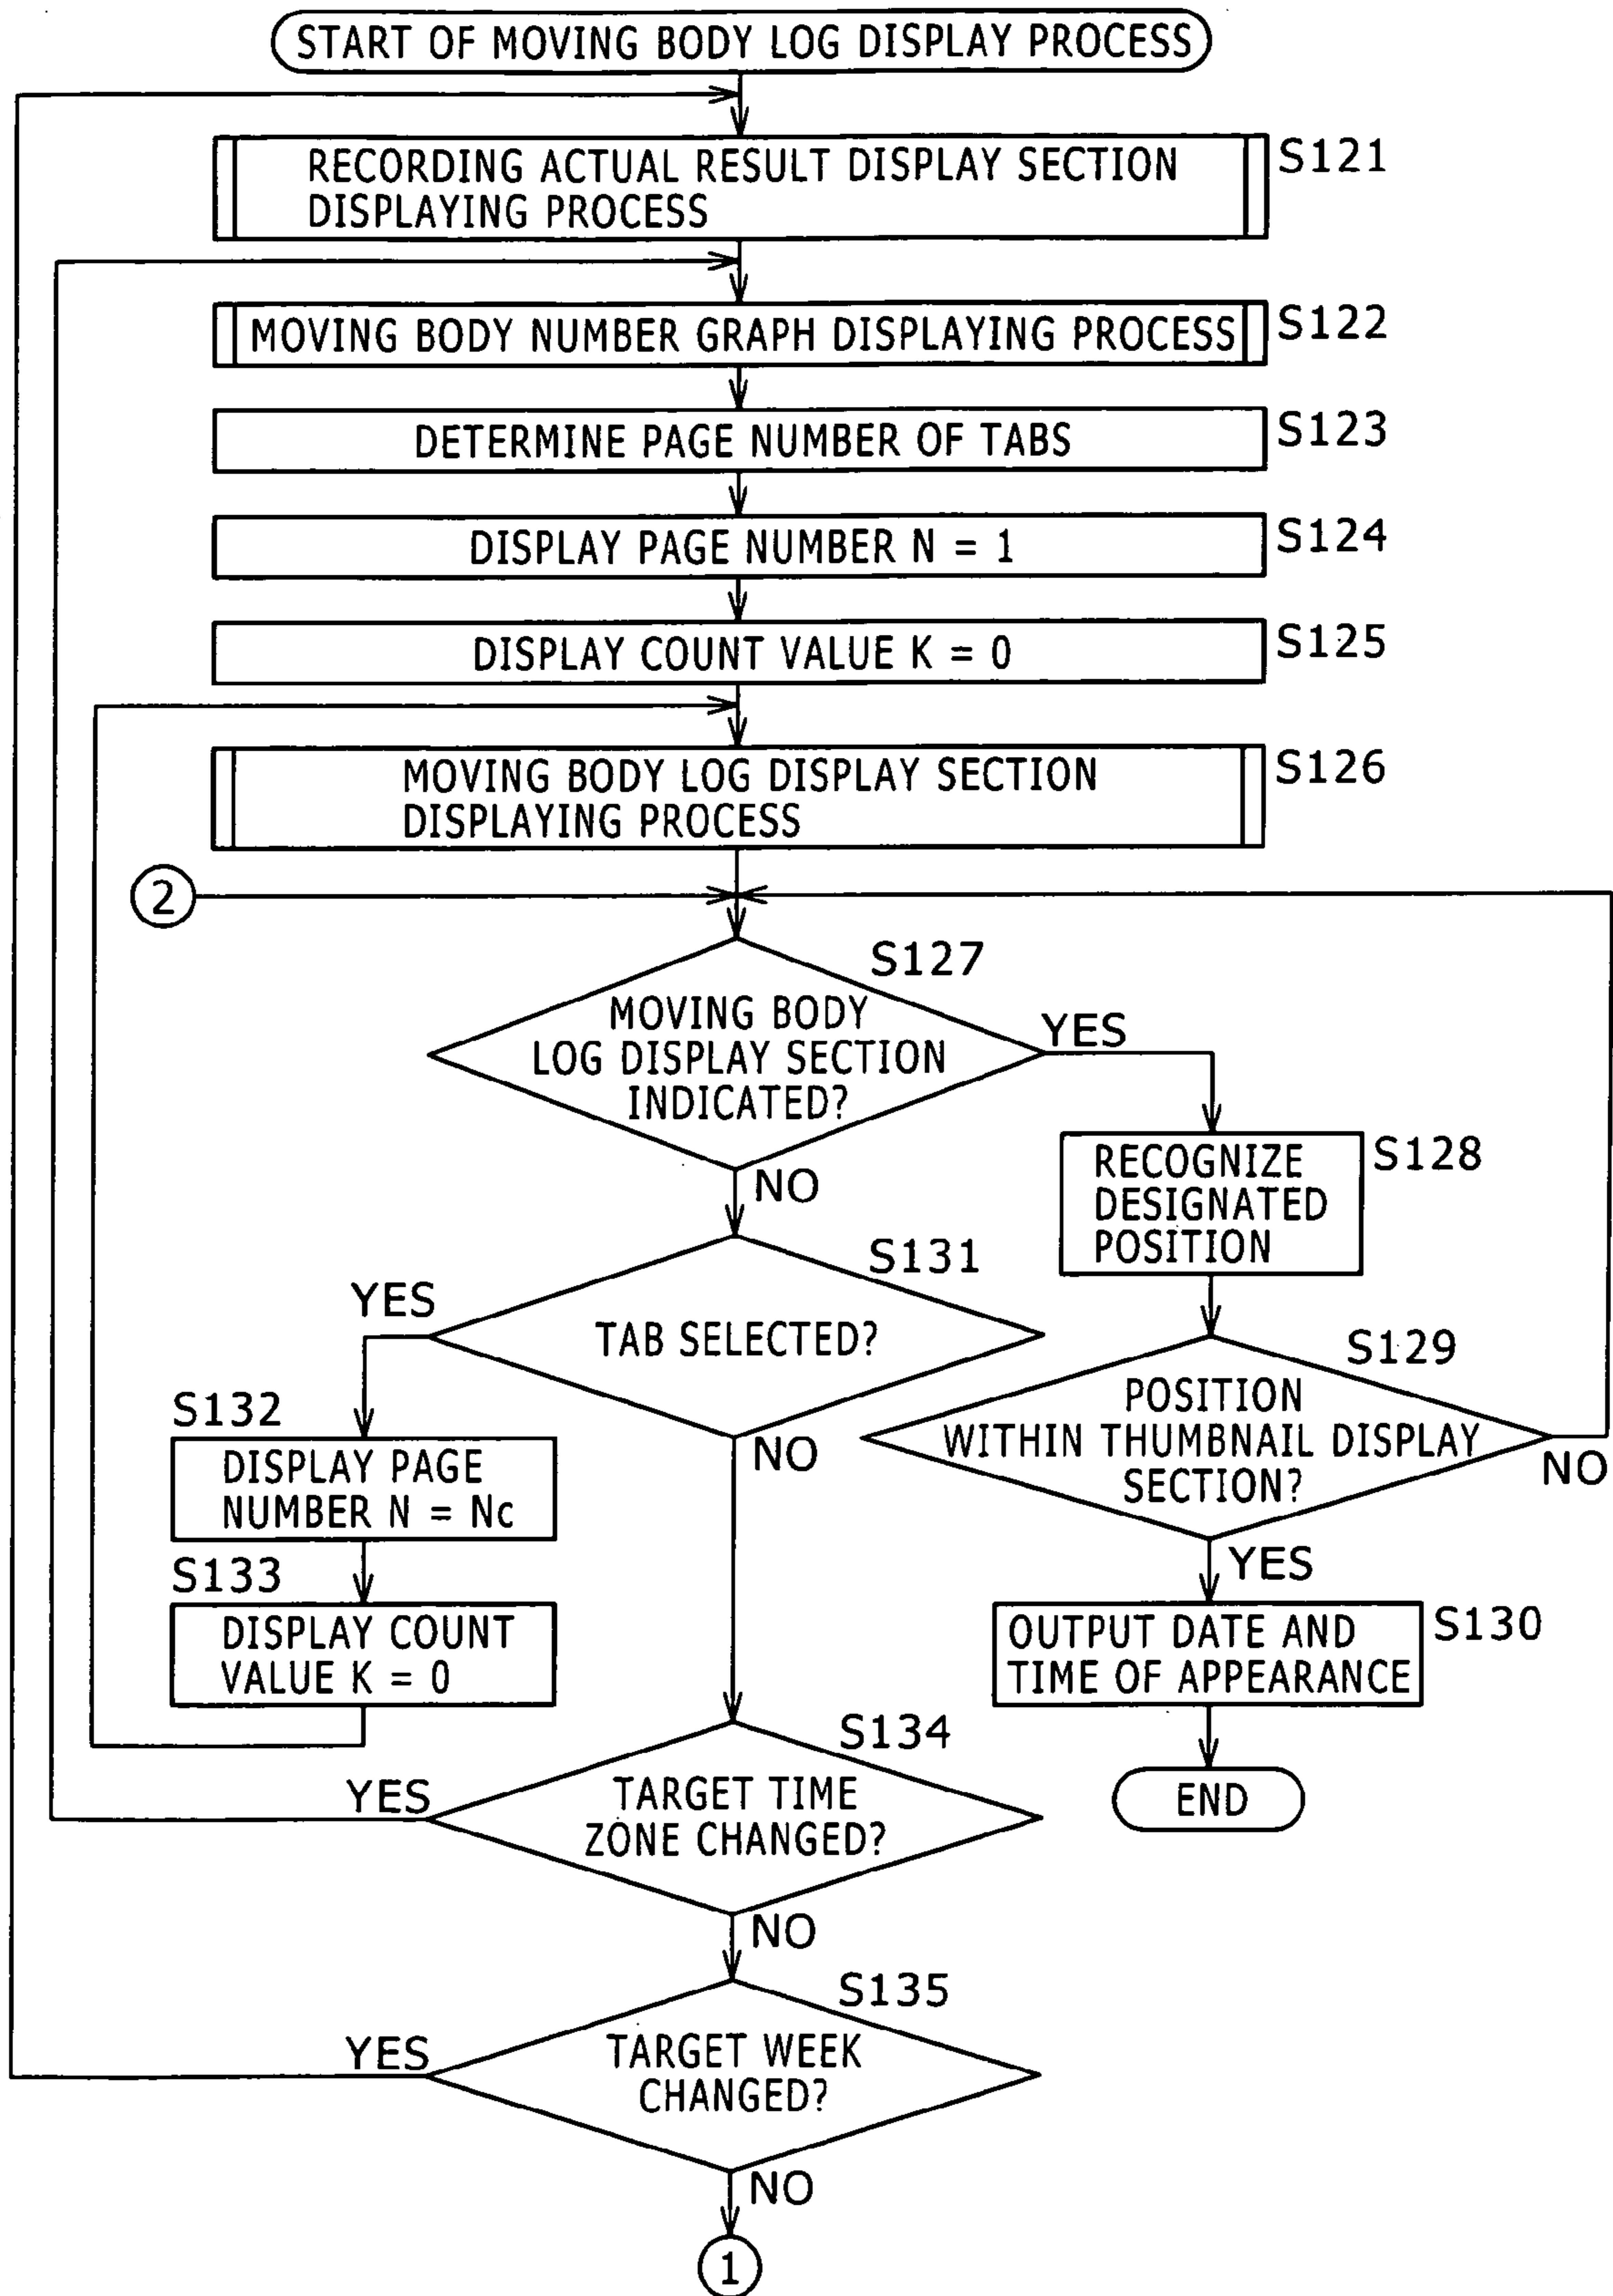 START OF MOVING BODY LOG DISPLAY PROCESS
RECORDING ACTUAL RESULT DISPLAY SECTION
DISPLAYING PROCESS
S121
MOVING BODY NUMBER GRAPH DISPLAYING PROCESS
S122
DETERMINE PAGE NUMBER OF TABS
S123
DISPLAY PAGE NUMBER N = 1
S124
DISPLAY COUNT VALUE K = 0
S125
MOVING BODY LOG DISPLAY SECTION
DISPLAYING PROCESS
S126
2
S127
MOVING BODY
LOG DISPLAY SECTION
INDICATED?
YES
NO
S128
RECOGNIZE
DESIGNATED
POSITION
S131
TAB SELECTED?
YES
NO
S129
POSITION
WITHIN THUMBNAIL DISPLAY
SECTION?
NO
YES
S132
DISPLAY PAGE
NUMBER N = Nc
S133
DISPLAY COUNT
VALUE K = 0
S130
OUTPUT DATE AND
TIME OF APPEARANCE
END
S134
TARGET TIME
ZONE CHANGED?
YES
NO
S135
TARGET WEEK
CHANGED?
YES
NO
1